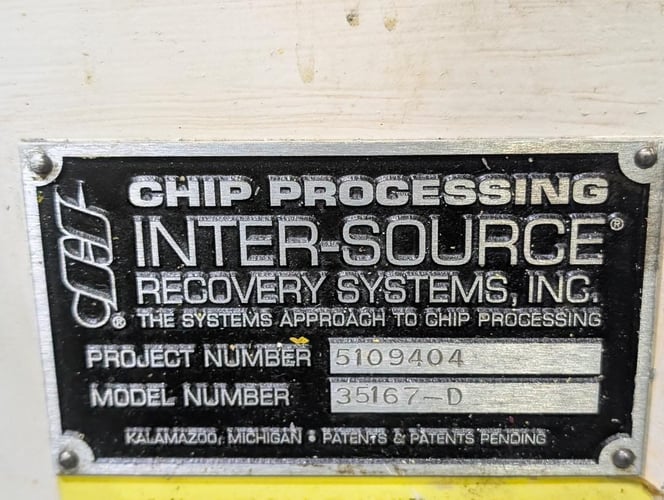 CHIP PROCESSING
INTER-SOURCE®
RECOVERY SYSTEMS, INC.
®
THE SYSTEMS APPROACH TO CHIP PROCESSING
PROJECT NUMBER 5109404
MODEL NUMBER 35167-D
KALAMAZOO, MICHIGAN • PATENTS & PATENTS PENDING